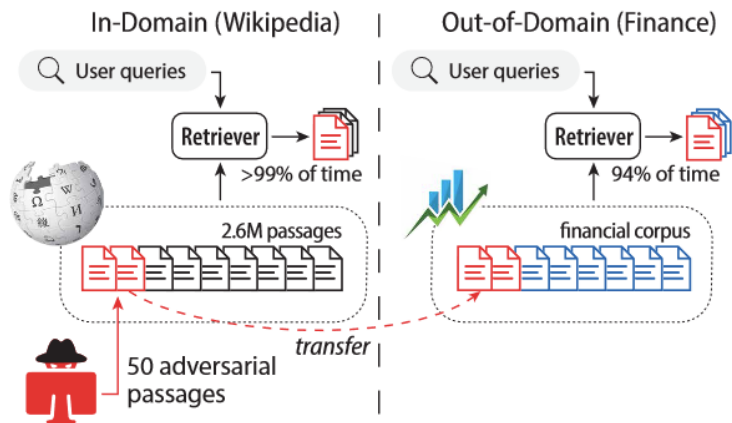 In-Domain (Wikipedia)
User queries
Retriever
>99% of time
2.6M passages
50 adversarial
passages
transfer
Out-of-Domain (Finance)
User queries
Retriever
94% of time
financial corpus